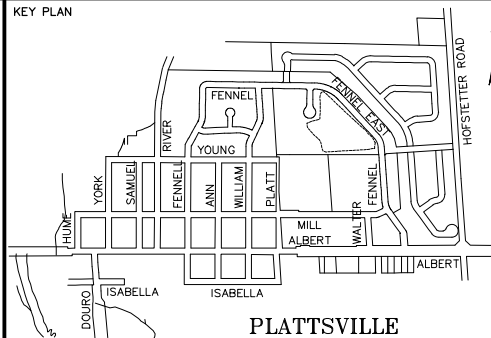 KEY PLAN
HOFSTETTER ROAD
FENNEL EAST
FENNEL
RIVER
YOUNG
YORK
SAMUEL
FENNELL
ANN
WILLIAM
PLATT
FENNEL
HUME
WALTER
MILL
ALBERT
ALBERT
ISABELLA
ISABELLA
DOURO
PLATTSVILLE